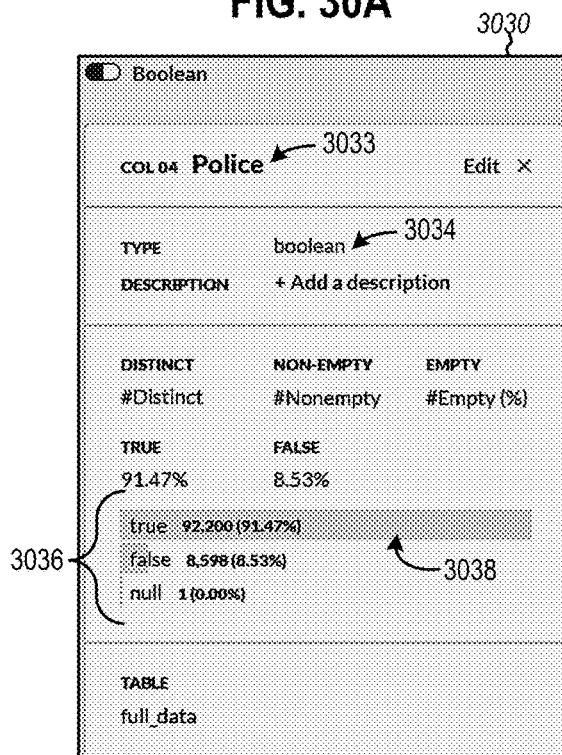 FIG. 30A
3030
Boolean
COL 04 Police 3033 Edit ×
TYPE boolean 3034
DESCRIPTION + Add a description
DISTINCT NON-EMPTY EMPTY
#Distinct #Nonempty #Empty (%)
TRUE FALSE
91.47% 8.53%
true 92,200 (91.47%)
3036 false 8,598 (8.53%) 3038
null 1 (0.00%)
TABLE
full_data